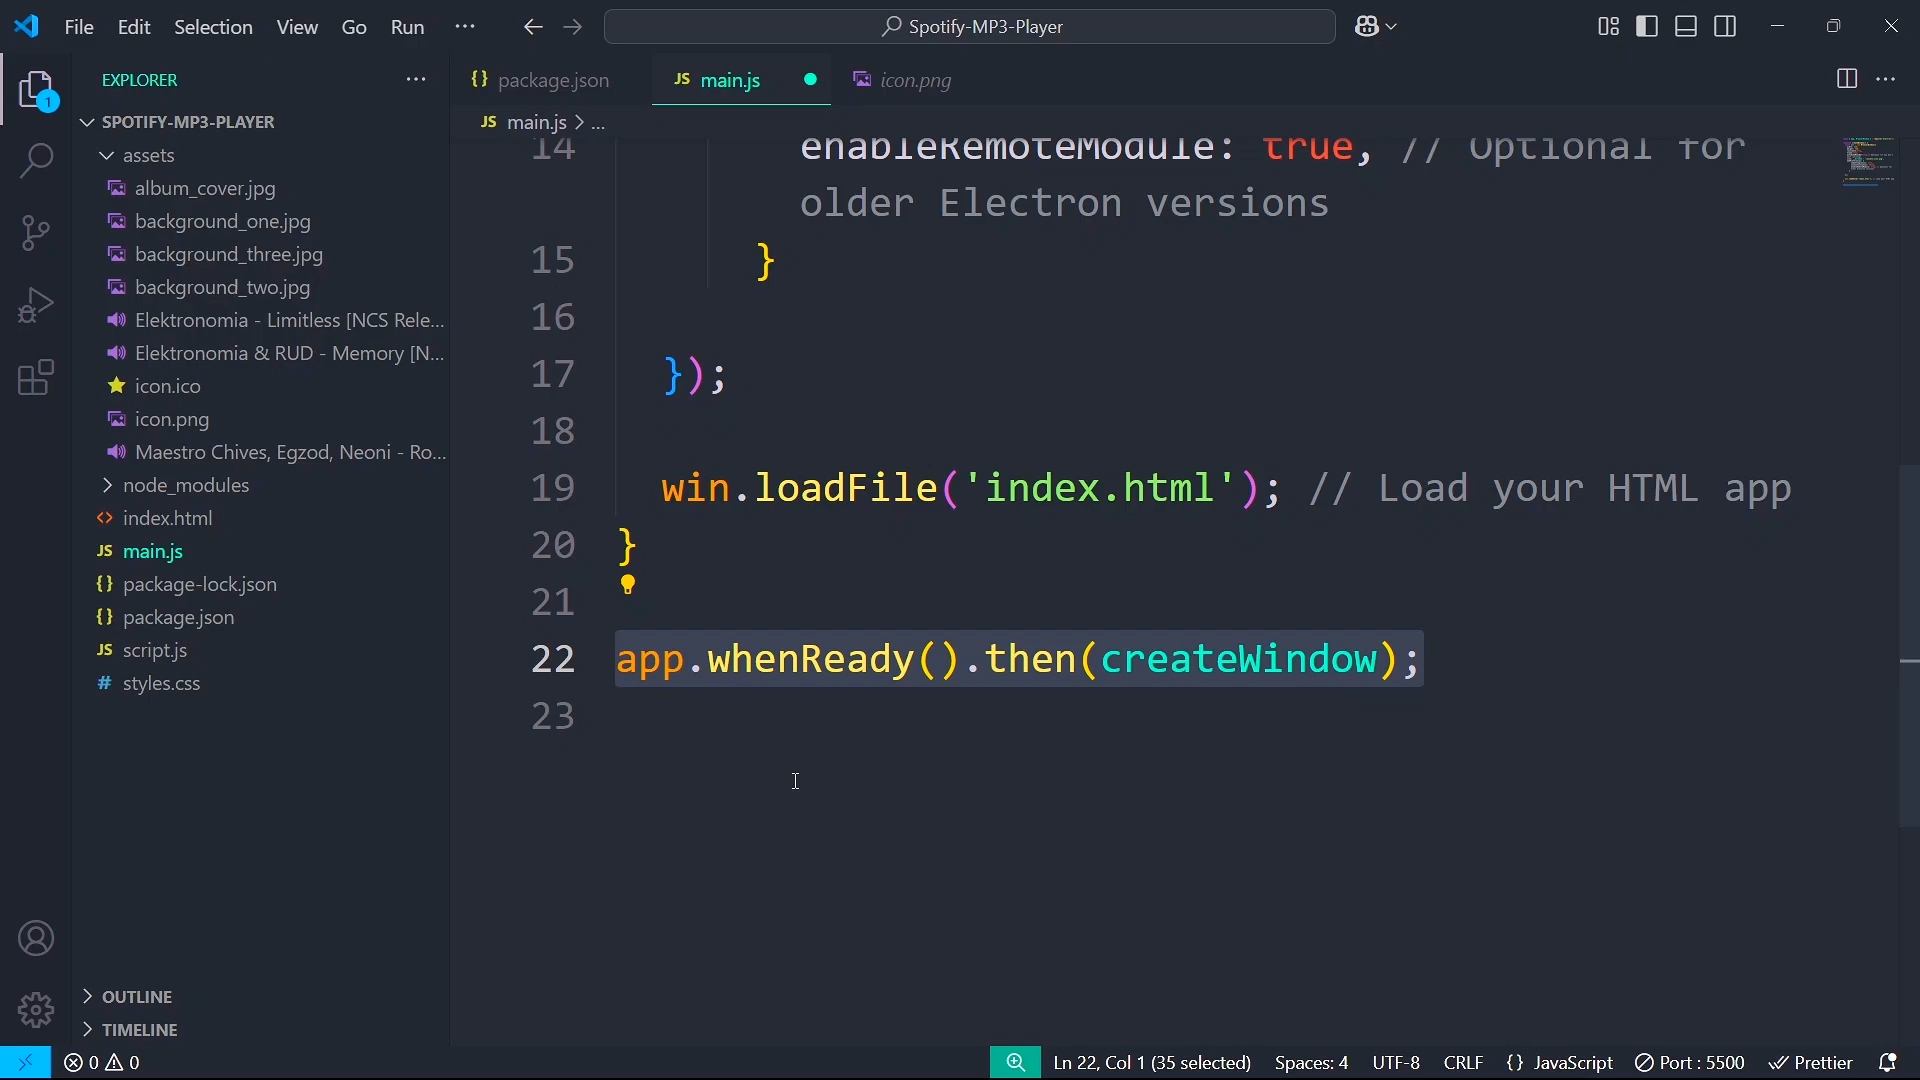 File Edit Selection View Go Run ···
Spotify-MP3-Player
EXPLORER ···
{} package.json
JS main.js
icon.png
···
SPOTIFY-MP3-PLAYER
JS main.js > ...
assets
album_cover.jpg
background_one.jpg
background_three.jpg
background_two.jpg
Elektronomia - Limitless [NCS Rele...
Elektronomia & RUD - Memory [N...
icon.ico
icon.png
Maestro Chives, Egzod, Neoni - Ro...
node_modules
<> index.html
JS main.js
{} package-lock.json
{} package.json
JS script.js
# styles.css
OUTLINE
TIMELINE
1
14 enableRemoteModule: true, // Optional for
older Electron versions
15 }
16
17 });
18
19 win.loadFile('index.html'); // Load your HTML app
20 }
21
22 app.whenReady().then(createWindow);
23
0 0
Ln 22, Col 1 (35 selected) Spaces: 4 UTF-8 CRLF {} JavaScript Port : 5500 Prettier